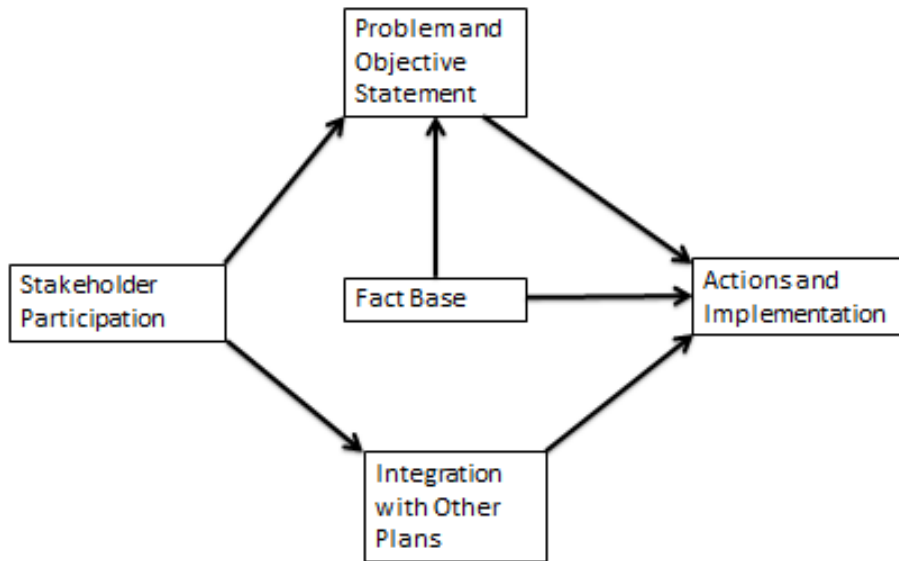 Problem and
Objective
Statement
Stakeholder
Participation
Fact Base
Actions and
Implementation
Integration
with Other
Plans